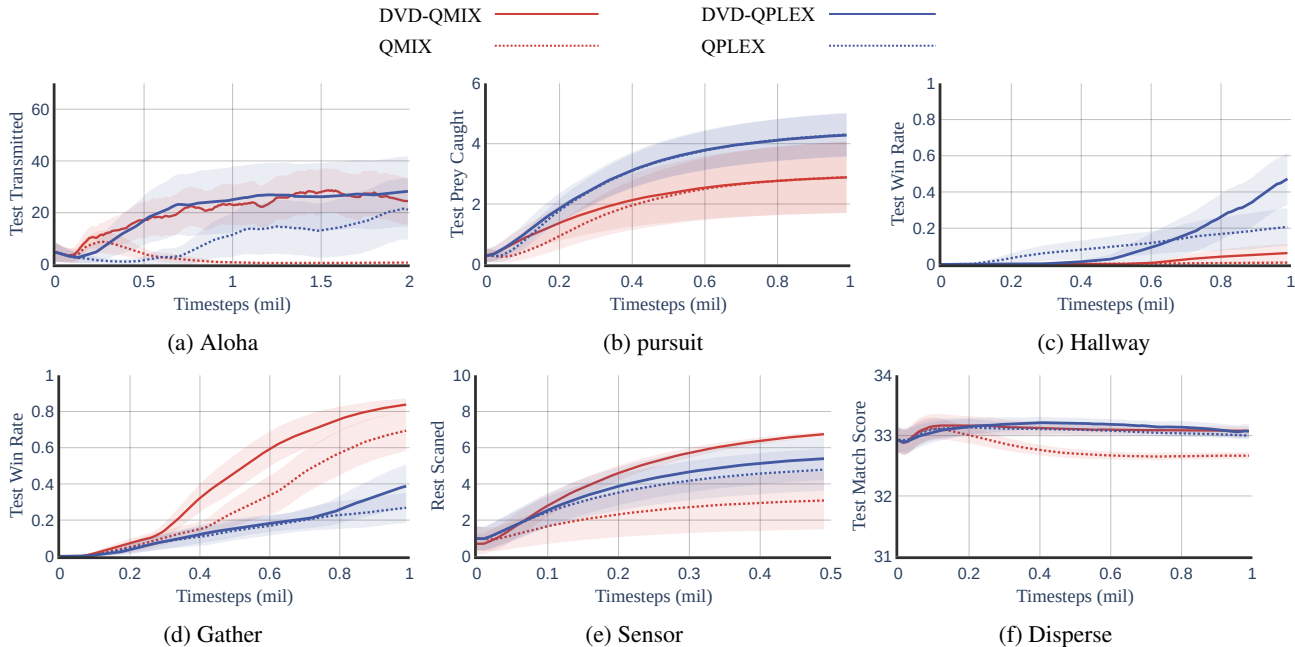 DVD-QMIX DVD-QPLEX
QMIX QPLEX
Test Transmitted
60
40
20
0
0 0.5 1 1.5 2
Timesteps (mil)
(a) Aloha
Test Prey Caught
6
4
2
0
0 0.2 0.4 0.6 0.8 1
Timesteps (mil)
(b) pursuit
Test Win Rate
1
0.8
0.6
0.4
0.2
0
0 0.2 0.4 0.6 0.8 1
Timesteps (mil)
(c) Hallway
Test Win Rate
1
0.8
0.6
0.4
0.2
0
0 0.2 0.4 0.6 0.8 1
Timesteps (mil)
(d) Gather
Rest Scaned
10
8
6
4
2
0
0 0.1 0.2 0.3 0.4 0.5
Timesteps (mil)
(e) Sensor
Test Match Score
34
33
32
31
0 0.2 0.4 0.6 0.8 1
Timesteps (mil)
(f) Disperse